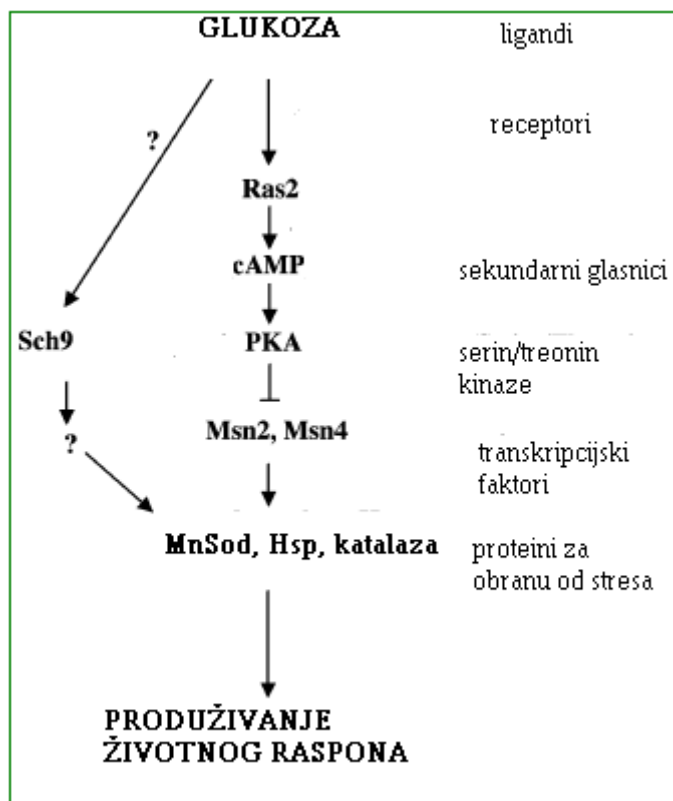 GLUKOZA
ligandi
receptori
?
Ras2
cAMP
sekundarni glasnici
Sch9
PKA
serin/treonin
kinaze
Msn2, Msn4
?
transkripcijski
faktori
MnSod, Hsp, katalaza
proteini za
obranu od stresa
PRODUŽIVANJE
ŽIVOTNOG RASPONA